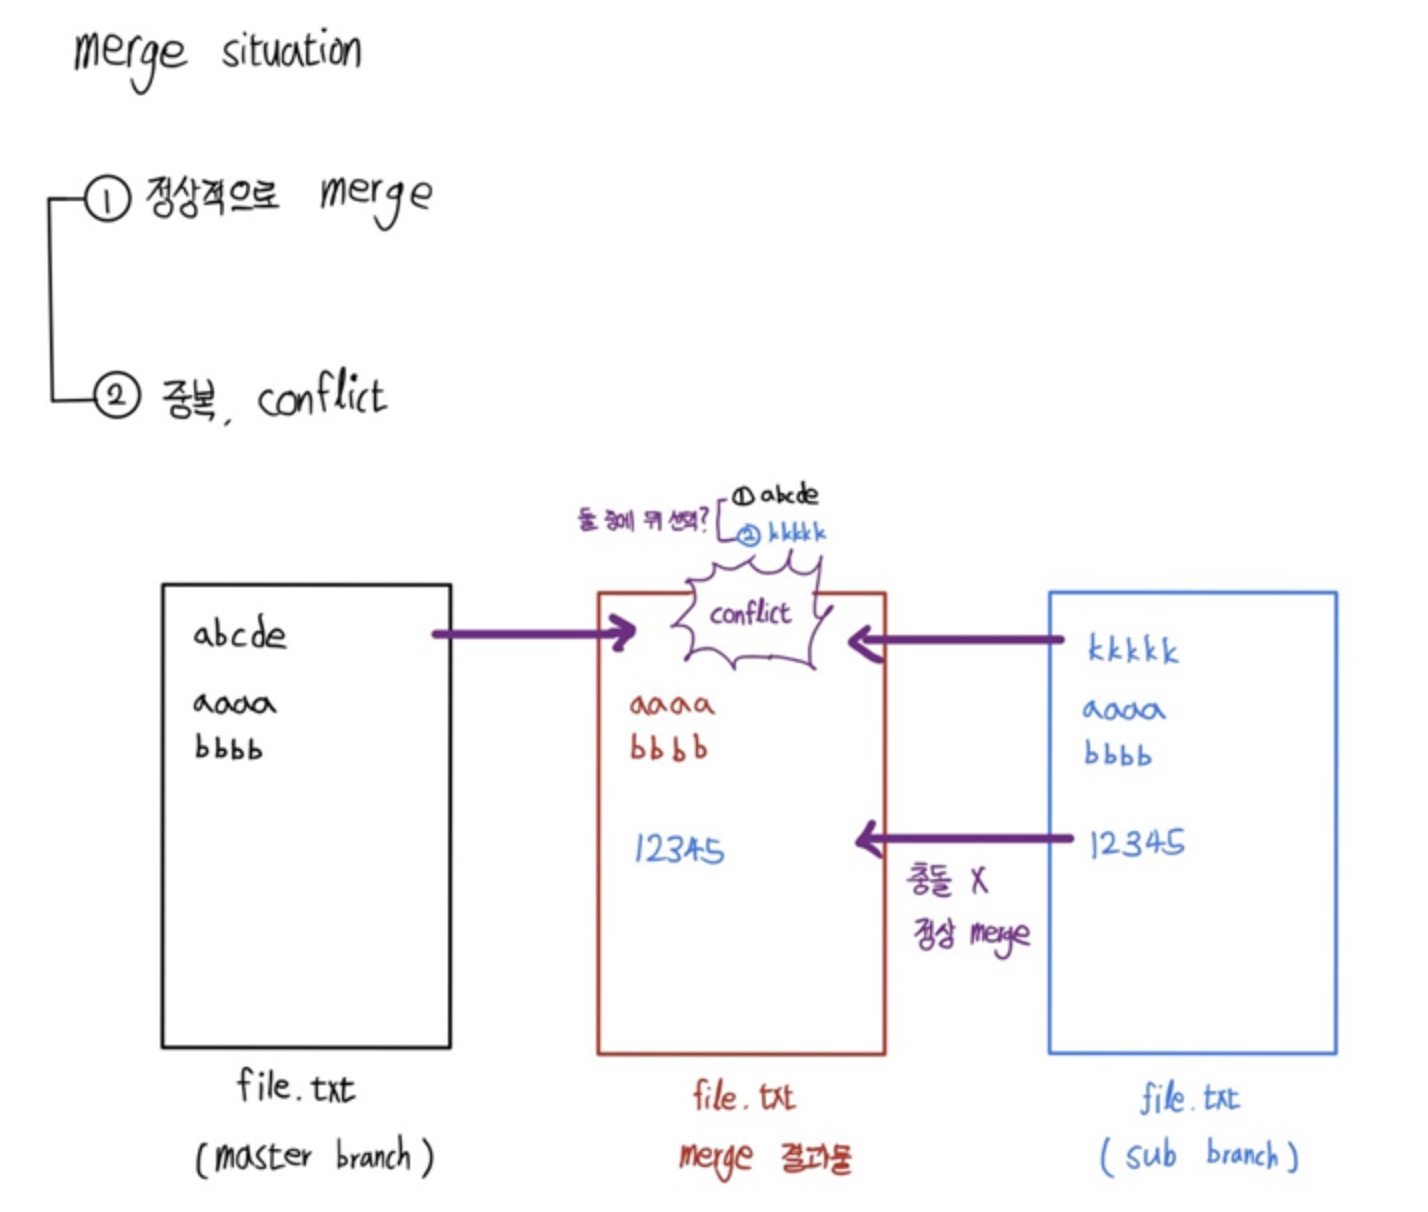 merge situation
① 정상적으로 merge
② 중복, conflict
둘 중에 뭐 선택?
① abcde
② kkkkk
abcde
aaaa
bbbb
file.txt
(master branch)
conflict
aaaa
bbbb
12345
file.txt
merge 결과물
충돌 X
정상 merge
kkkkk
aaaa
bbbb
12345
file.txt
(sub branch)